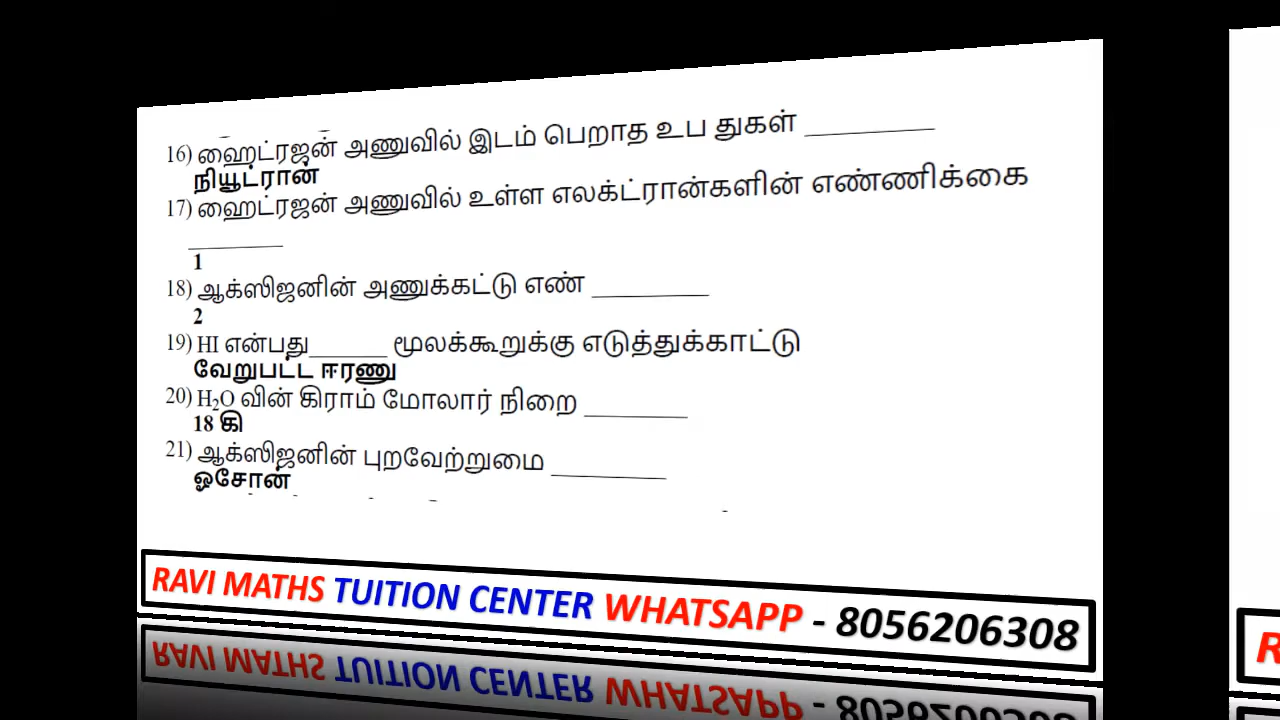 16) ஹைட்ரஜன் அணுவில் இடம் பெறாத உப துகள் __________
நியூட்ரான்
17) ஹைட்ரஜன் அணுவில் உள்ள எலக்ட்ரான்களின் எண்ணிக்கை
________
1
18) ஆக்ஸிஜனின் அணுக்கட்டு எண் __________
2
19) HI என்பது______ மூலக்கூறுக்கு எடுத்துக்காட்டு
வேறுபட்ட ஈரணு
20) H₂O வின் கிராம் மோலார் நிறை _________
18 கி
21) ஆக்ஸிஜனின் புறவேற்றுமை __________
ஓசோன்
RAVI MATHS TUITION CENTER WHATSAPP - 8056206308